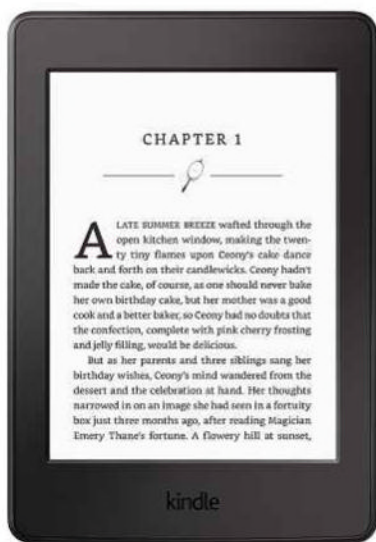 CHAPTER 1
A LATE SUMMER BREEZE wafted through the
open kitchen window, making the twen-
ty tiny flames upon Ceony's cake dance
back and forth on their candlewicks. Ceony hadn't
made the cake, of course, as one should never bake
her own birthday cake, but her mother was a good
cook and a better baker, so Ceony had no doubts that
the confection, complete with pink cherry frosting
and jelly filling, would be delicious.
But as her parents and three siblings sang her
birthday wishes, Ceony's mind wandered from the
dessert and the celebration at hand. Her thoughts
narrowed in on an image she had seen in a fortuity
box just three months ago, after reading Magician
Emery Thane's fortune. A flowery hill at sunset,
kindle